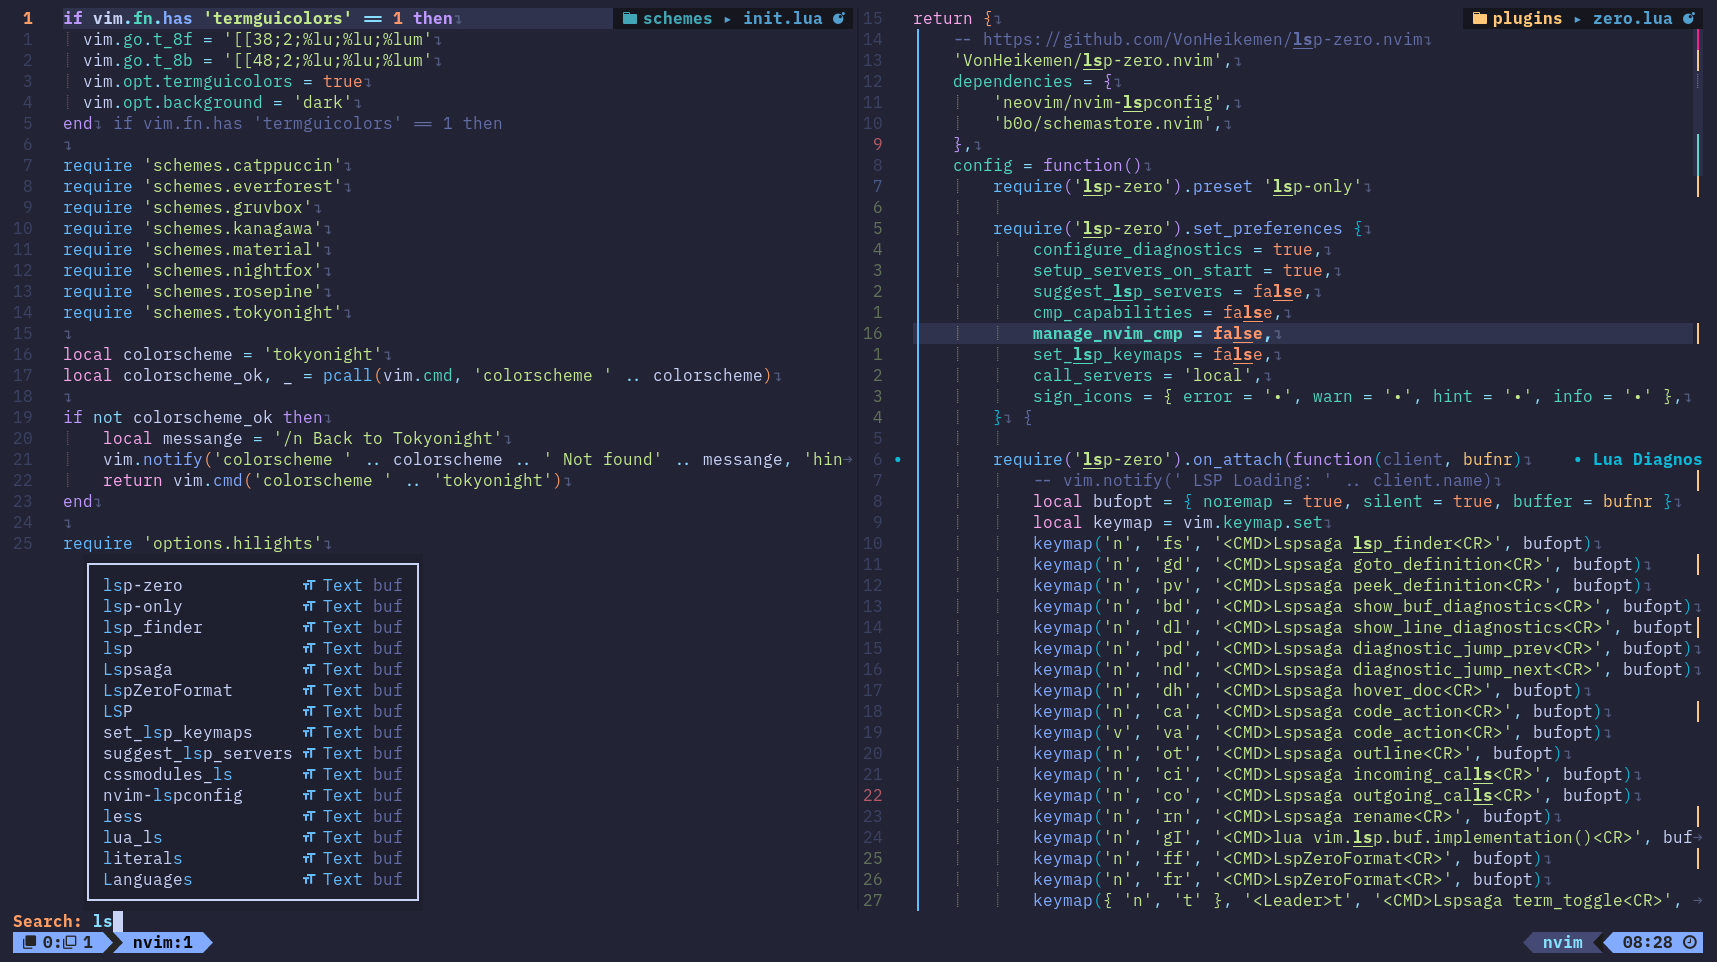 schemes ▸ init.lua
1 if vim.fn.has 'termguicolors' == 1 then
1 vim.go.t_8f = '[[38;2;%lu;%lu;%lum'
2 vim.go.t_8b = '[[48;2;%lu;%lu;%lum'
3 vim.opt.termguicolors = true
4 vim.opt.background = 'dark'
5 end if vim.fn.has 'termguicolors' == 1 then
6
7 require 'schemes.catppuccin'
8 require 'schemes.everforest'
9 require 'schemes.gruvbox'
10 require 'schemes.kanagawa'
11 require 'schemes.material'
12 require 'schemes.nightfox'
13 require 'schemes.rosepine'
14 require 'schemes.tokyonight'
15
16 local colorscheme = 'tokyonight'
17 local colorscheme_ok, _ = pcall(vim.cmd, 'colorscheme ' .. colorscheme)
18
19 if not colorscheme_ok then
20 local messange = '/n Back to Tokyonight'
21 vim.notify('colorscheme ' .. colorscheme .. ' Not found' .. messange, 'hin→
22 return vim.cmd('colorscheme ' .. 'tokyonight')
23 end
24
25 require 'options.hilights'
lsp-zero Text buf
lsp-only Text buf
lsp_finder Text buf
lsp Text buf
Lspsaga Text buf
LspZeroFormat Text buf
LSP Text buf
set_lsp_keymaps Text buf
suggest_lsp_servers Text buf
cssmodules_ls Text buf
nvim-lspconfig Text buf
less Text buf
lua_ls Text buf
literals Text buf
Languages Text buf
plugins ▸ zero.lua
15 return {
14 -- https://github.com/VonHeikemen/lsp-zero.nvim
13 'VonHeikemen/lsp-zero.nvim',
12 dependencies = {
11 'neovim/nvim-lspconfig',
10 'b0o/schemastore.nvim',
9 },
8 config = function()
7 require('lsp-zero').preset 'lsp-only'
6
5 require('lsp-zero').set_preferences {
4 configure_diagnostics = true,
3 setup_servers_on_start = true,
2 suggest_lsp_servers = false,
1 cmp_capabilities = false,
16 manage_nvim_cmp = false,
1 set_lsp_keymaps = false,
2 call_servers = 'local',
3 sign_icons = { error = '•', warn = '•', hint = '•', info = '•' },
4 } {
5
6 • require('lsp-zero').on_attach(function(client, bufnr) • Lua Diagnos
7 -- vim.notify(' LSP Loading: ' .. client.name)
8 local bufopt = { noremap = true, silent = true, buffer = bufnr }
9 local keymap = vim.keymap.set
10 keymap('n', 'fs', '<CMD>Lspsaga lsp_finder<CR>', bufopt)
11 keymap('n', 'gd', '<CMD>Lspsaga goto_definition<CR>', bufopt)
12 keymap('n', 'pv', '<CMD>Lspsaga peek_definition<CR>', bufopt)
13 keymap('n', 'bd', '<CMD>Lspsaga show_buf_diagnostics<CR>', bufopt)
14 keymap('n', 'dl', '<CMD>Lspsaga show_line_diagnostics<CR>', bufopt
15 keymap('n', 'pd', '<CMD>Lspsaga diagnostic_jump_prev<CR>', bufopt)
16 keymap('n', 'nd', '<CMD>Lspsaga diagnostic_jump_next<CR>', bufopt)
17 keymap('n', 'dh', '<CMD>Lspsaga hover_doc<CR>', bufopt)
18 keymap('n', 'ca', '<CMD>Lspsaga code_action<CR>', bufopt)
19 keymap('v', 'va', '<CMD>Lspsaga code_action<CR>', bufopt)
20 keymap('n', 'ot', '<CMD>Lspsaga outline<CR>', bufopt)
21 keymap('n', 'ci', '<CMD>Lspsaga incoming_calls<CR>', bufopt)
22 keymap('n', 'co', '<CMD>Lspsaga outgoing_calls<CR>', bufopt)
23 keymap('n', 'rn', '<CMD>Lspsaga rename<CR>', bufopt)
24 keymap('n', 'gI', '<CMD>lua vim.lsp.buf.implementation()<CR>', buf→
25 keymap('n', 'ff', '<CMD>LspZeroFormat<CR>', bufopt)
26 keymap('n', 'fr', '<CMD>LspZeroFormat<CR>', bufopt)
27 keymap({ 'n', 't' }, '<Leader>t', '<CMD>Lspsaga term_toggle<CR>', →
Search: ls
0: 1 nvim:1
nvim 08:28